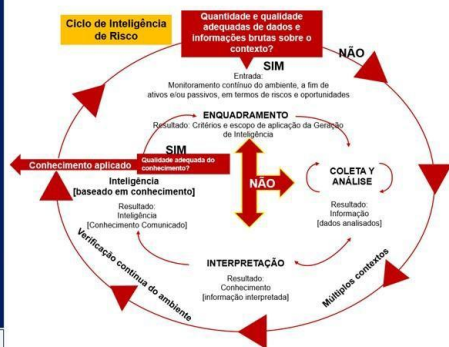 Ciclo de Inteligência
de Risco
Quantidade e qualidade
adequadas de dados e
informações brutas sobre o
contexto?
NÃO
SIM
Entrada:
Monitoramento contínuo do ambiente, a fim de
ativos e/ou passivos, em termos de riscos e oportunidades
ENQUADRAMENTO
Resultado: Critérios e escopo de aplicação da Geração
de Inteligência
SIM
Conhecimento aplicado
Qualidade adequada do
conhecimento?
Inteligência
[baseado em conhecimento]
Resultado:
Inteligência
[Conhecimento Comunicado]
NÃO
COLETA Y
ANÁLISE
Resultado:
Informação
[dados analisados]
INTERPRETAÇÃO
Resultado:
Conhecimento
[informação interpretada]
Verificação contínua do ambiente
Múltiplos contextos